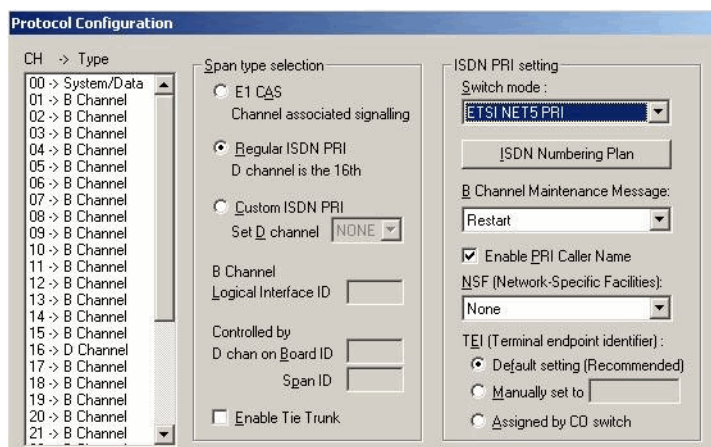 Protocol Configuration
CH -> Type
00 -> System/Data
01 -> B Channel
02 -> B Channel
03 -> B Channel
04 -> B Channel
05 -> B Channel
06 -> B Channel
07 -> B Channel
08 -> B Channel
09 -> B Channel
10 -> B Channel
11 -> B Channel
12 -> B Channel
13 -> B Channel
14 -> B Channel
15 -> B Channel
16 -> D Channel
17 -> B Channel
18 -> B Channel
19 -> B Channel
20 -> B Channel
21 -> B Channel
Span type selection
E1 CAS
Channel associated signalling
Regular ISDN PRI
D channel is the 16th
Custom ISDN PRI
Set D channel NONE
B Channel
Logical Interface ID
Controlled by
D chan on Board ID
Span ID
Enable Tie Trunk
ISDN PRI setting
Switch mode :
ETSI NET5 PRI
ISDN Numbering Plan
B Channel Maintenance Message:
Restart
Enable PRI Caller Name
NSF (Network-Specific Facilities):
None
TEI (Terminal endpoint identifier) :
Default setting (Recommended)
Manually set to
Assigned by CO switch